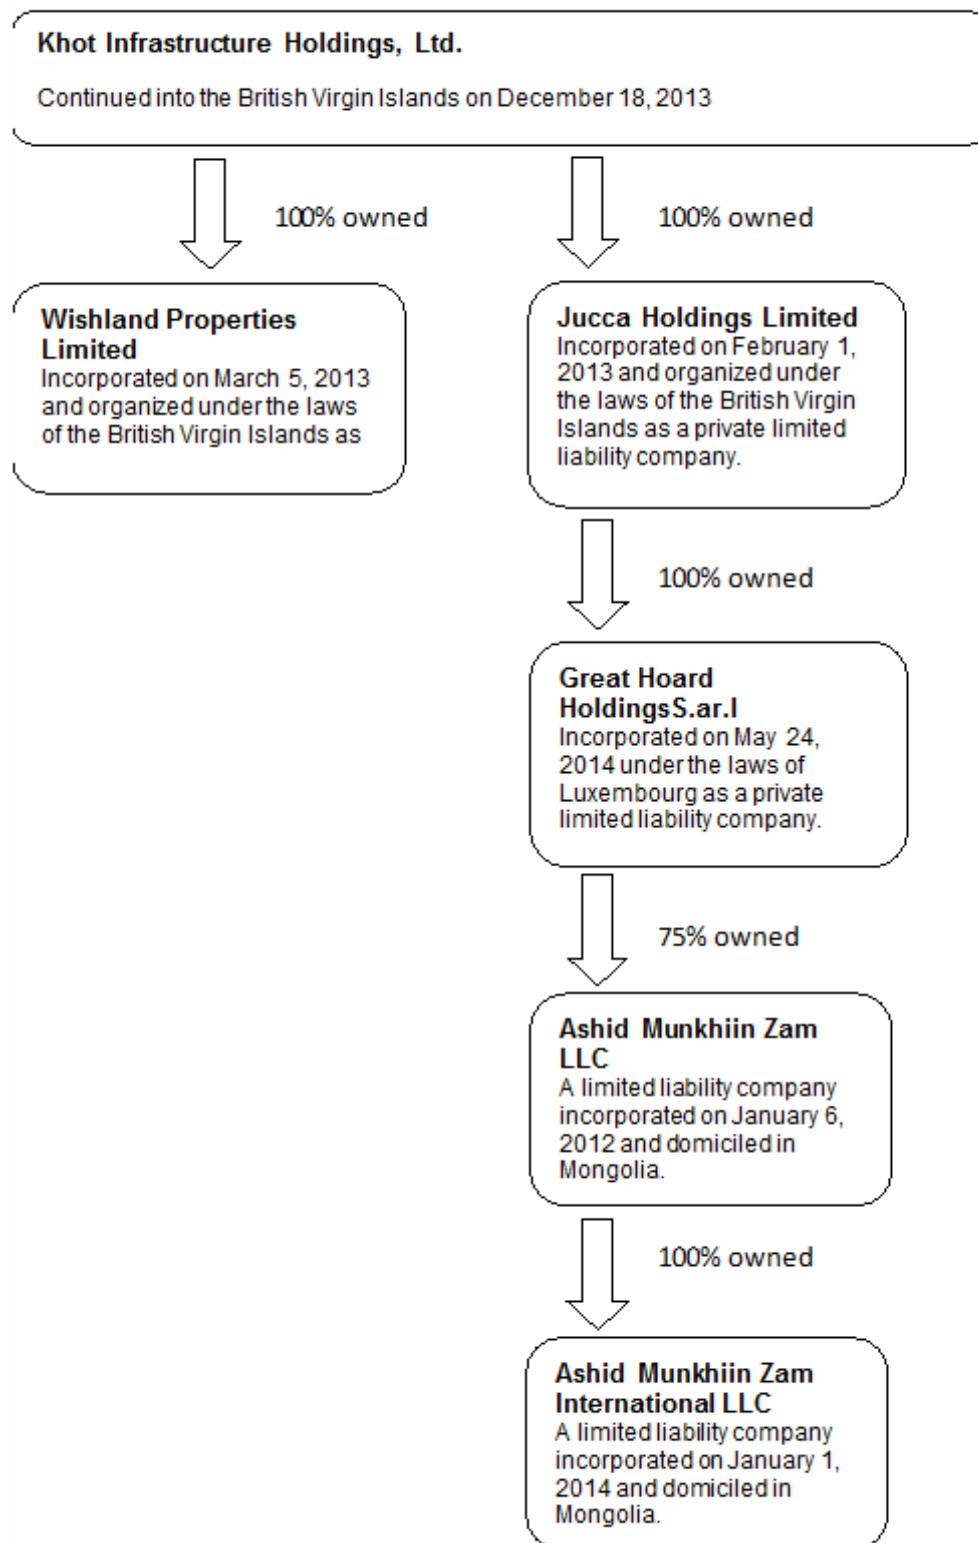 Khot Infrastructure Holdings, Ltd.
Continued into the British Virgin Islands on December 18, 2013
100% owned
100% owned
Wishland Properties
Limited
Incorporated on March 5, 2013
and organized under the laws
of the British Virgin Islands as
Jucca Holdings Limited
Incorporated on February 1,
2013 and organized under
the laws of the British Virgin
Islands as a private limited
liability company.
100% owned
Great Hoard
HoldingsS.ar.l
Incorporated on May 24,
2014 under the laws of
Luxembourg as a private
limited liability company.
75% owned
Ashid Munkhiin Zam
LLC
A limited liability company
incorporated on January 6,
2012 and domiciled in
Mongolia.
100% owned
Ashid Munkhiin Zam
International LLC
A limited liability company
incorporated on January 1,
2014 and domiciled in
Mongolia.